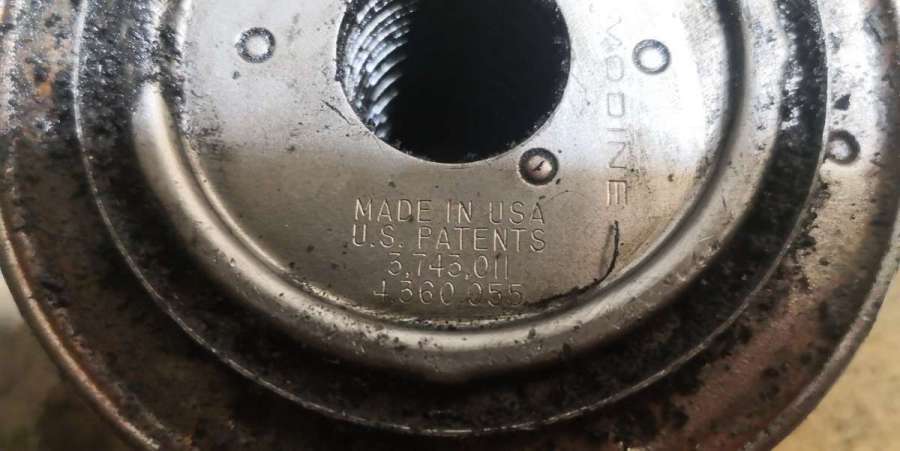 MODINE
MADE IN USA
U.S. PATENTS
3,743,011
4,360,055